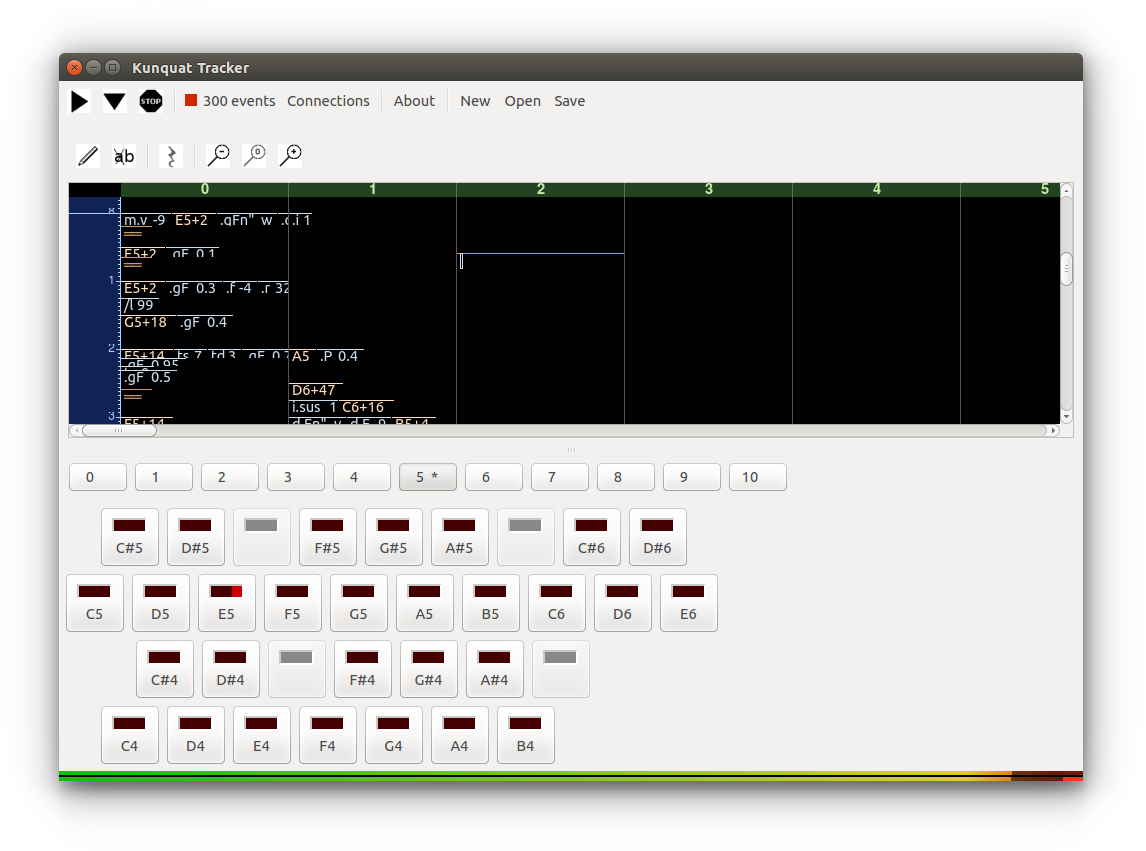 Kunquat Tracker
STOP 300 events Connections About New Open Save
ab 0
0 1 2 3 4 5
8
m.v -9 E5+2 .qFn" w .i 1
E5+2 .gF 0.1
1
E5+2 .gF 0.3 .f -4 .r 32
/l 99
G5+18 .gF 0.4
2
E5+14 .ts 7 .td 3 .gF 0.7 A5 .P 0.4
.gF 0.95
.gF 0.5
D6+47
i.sus 1 C6+16
3
E5+14 B5+4
0 1 2 3 4 5 * 6 7 8 9 10
C#5 D#5 F#5 G#5 A#5 C#6 D#6
C5 D5 E5 F5 G5 A5 B5 C6 D6 E6
C#4 D#4 F#4 G#4 A#4
C4 D4 E4 F4 G4 A4 B4